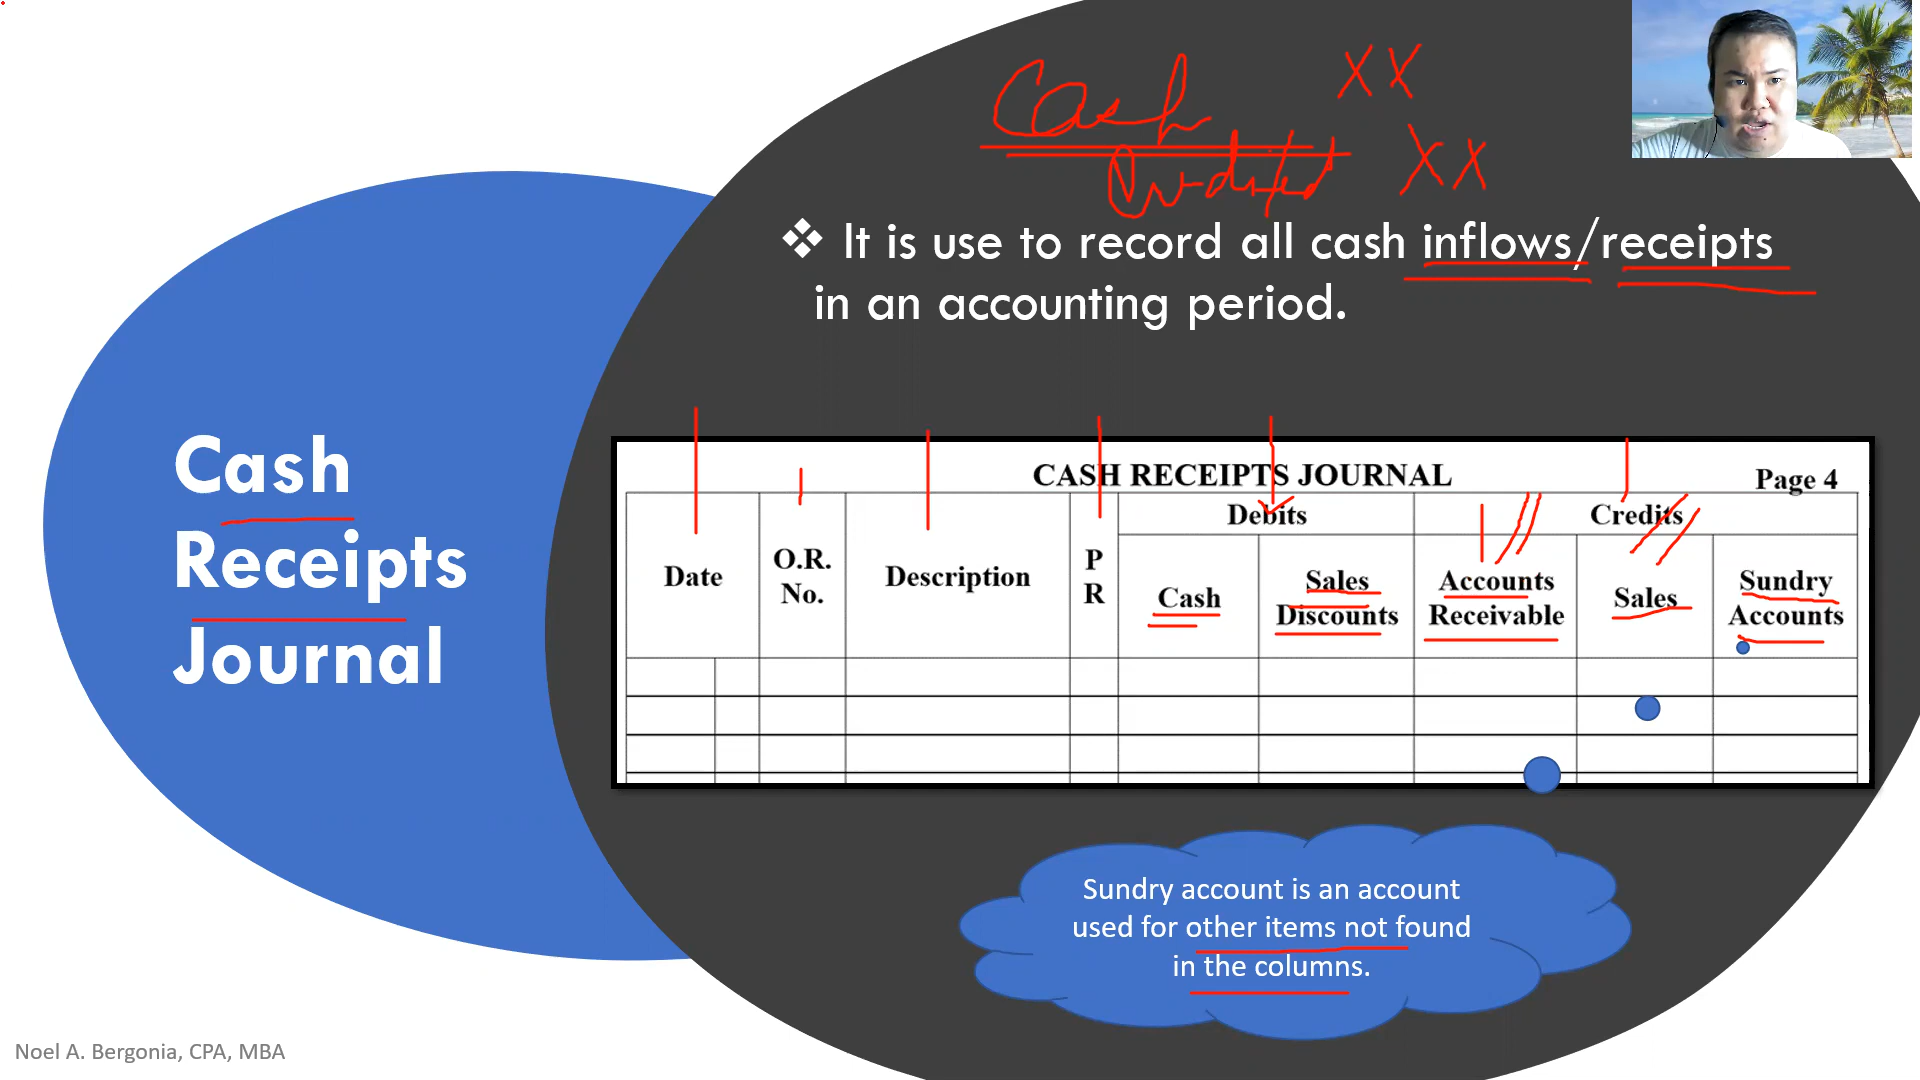 Cash XX
XX
❖ It is use to record all cash inflows/receipts
in an accounting period.
Cash
Receipts
Journal
CASH RECEIPTS JOURNAL
Page 4
Debits
Credits
Date
O.R.
No.
Description
P
R
Cash
Sales
Discounts
Accounts
Receivable
Sales
Sundry
Accounts
Sundry account is an account
used for other items not found
in the columns.
Noel A. Bergonia, CPA, MBA